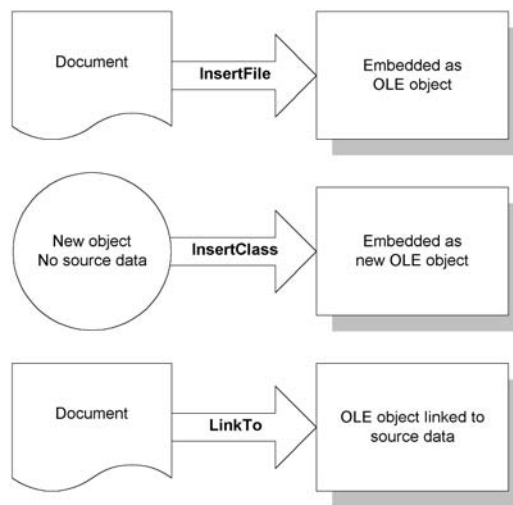 Document
InsertFile
Embedded as
OLE object
New object
No source data
InsertClass
Embedded as
new OLE object
Document
LinkTo
OLE object linked to
source data